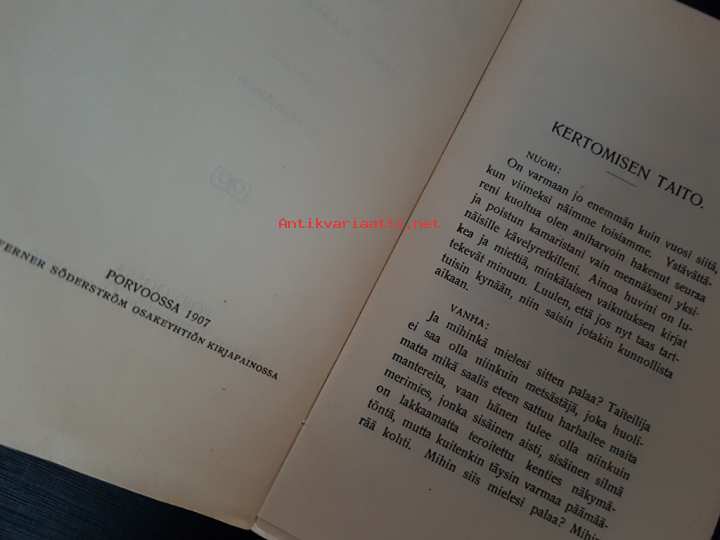 PORVOOSSA 1907
WERNER SÖDERSTRÖM OSAKEYHTIÖN KIRJAPAINOSSA
Antikvariaatti.net
KERTOMISEN TAITO.
NUORI:
On varmaan jo enemmän kuin vuosi siitä,
kun viimeksi näimme toisiamme. Ystävättä-
reni kuoltua olen aniharvoin hakenut seuraa
ja poistun kamaristani vain mennäkseni yksi-
näisille kävelyretkilleni. Ainoa huvini on lu-
kea ja miettiä, minkälaisen vaikutuksen kirjat
tekevät minuun. Luulen, että jos nyt taas tart-
tuisin kynään, niin saisin jotakin kunnollista
aikaan.
VANHA:
Ja mihinkä mielesi sitten palaa? Taiteilija
ei saa olla niinkuin metsästäjä, joka huoli-
matta mikä saalis eteen sattuu harhailee maita
mantereita, vaan hänen tulee olla niinkuin
merimies, jonka sisäinen aisti, sisäinen silmä
on lakkaamatta teroitettu kenties näkymä-
töntä, mutta kuitenkin täysin varmaa päämää-
rää kohti. Mihin siis mielesi palaa? Mihin